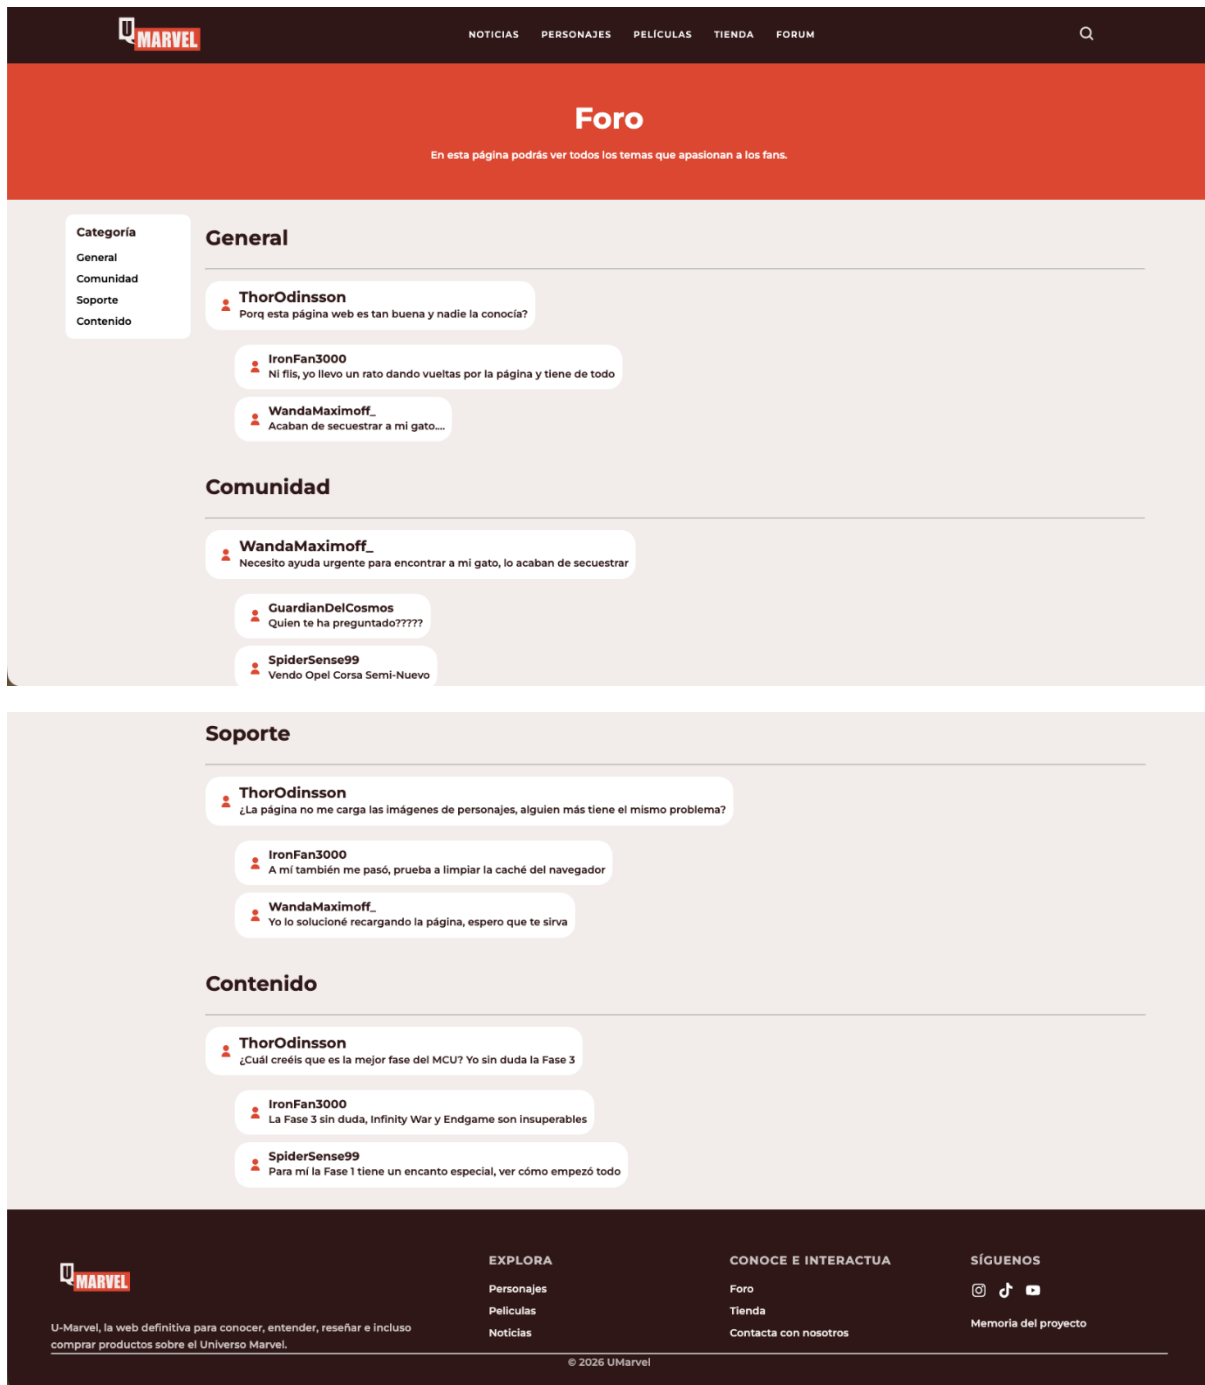 U MARVEL
NOTICIAS PERSONAJES PELÍCULAS TIENDA FORUM
Foro
En esta página podrás ver todos los temas que apasionan a los fans.
Categoría
General
Comunidad
Soporte
Contenido
General
ThorOdinsson
Porq esta página web es tan buena y nadie la conocía?
IronFan3000
Ni flis, yo llevo un rato dando vueltas por la página y tiene de todo
WandaMaximoff_
Acaban de secuestrar a mi gato....
Comunidad
WandaMaximoff_
Necesito ayuda urgente para encontrar a mi gato, lo acaban de secuestrar
GuardianDelCosmos
Quien te ha preguntado?????
SpiderSense99
Vendo Opel Corsa Semi-Nuevo
Soporte
ThorOdinsson
¿La página no me carga las imágenes de personajes, alguien más tiene el mismo problema?
IronFan3000
A mí también me pasó, prueba a limpiar la caché del navegador
WandaMaximoff_
Yo lo solucioné recargando la página, espero que te sirva
Contenido
ThorOdinsson
¿Cuál creéis que es la mejor fase del MCU? Yo sin duda la Fase 3
IronFan3000
La Fase 3 sin duda, Infinity War y Endgame son insuperables
SpiderSense99
Para mí la Fase 1 tiene un encanto especial, ver cómo empezó todo
U MARVEL
U-Marvel, la web definitiva para conocer, entender, reseñar e incluso
comprar productos sobre el Universo Marvel.
EXPLORA
Personajes
Peliculas
Noticias
CONOCE E INTERACTUA
Foro
Tienda
Contacta con nosotros
SÍGUENOS
Memoria del proyecto
© 2026 UMarvel